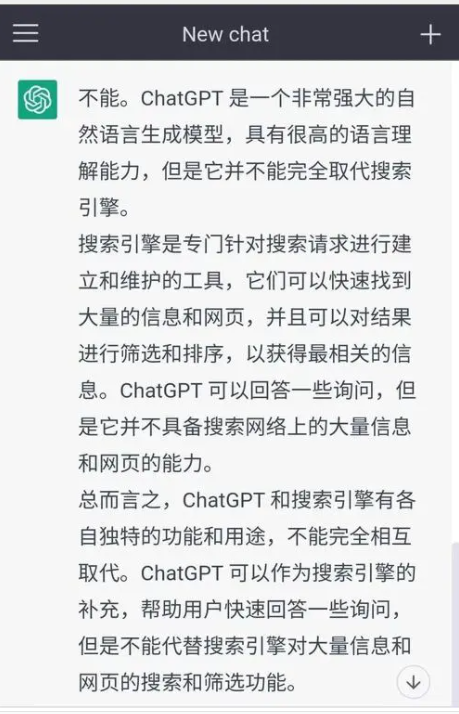 New chat
不能。ChatGPT 是一个非常强大的自
然语言生成模型，具有很高的语言理
解能力，但是它并不能完全取代搜索
引擎。
搜索引擎是专门针对搜索请求进行建
立和维护的工具，它们可以快速找到
大量的信息和网页，并且可以对结果
进行筛选和排序，以获得最相关的信
息。ChatGPT 可以回答一些询问，但
是它并不具备搜索网络上的大量信息
和网页的能力。
总而言之，ChatGPT 和搜索引擎有各
自独特的功能和用途，不能完全相互
取代。ChatGPT 可以作为搜索引擎的
补充，帮助用户快速回答一些询问，
但是不能代替搜索引擎对大量信息和
网页的搜索和筛选功能。